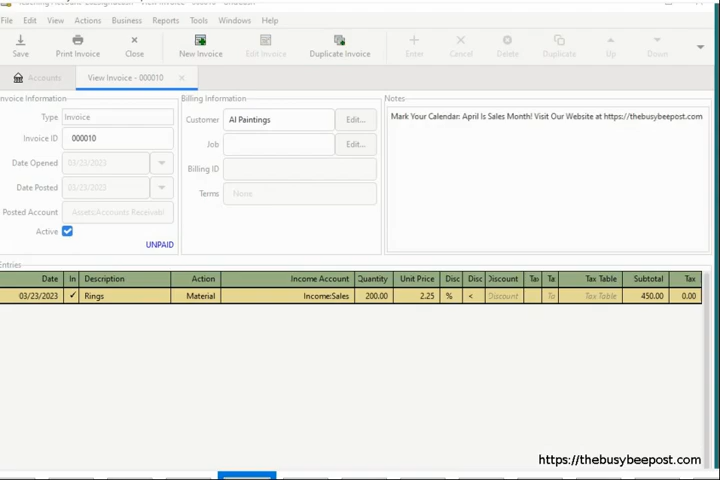 File Edit View Actions Business Reports Tools Windows Help
Save Print Invoice Close New Invoice Edit Invoice Duplicate Invoice Enter Cancel Delete Duplicate Up Down
Accounts View Invoice - 000010
Invoice Information Billing Information Notes
Type Invoice
Invoice ID 000010
Date Opened 03/23/2023
Date Posted 03/23/2023
Posted Account Assets:Accounts Receivabl
Active
UNPAID
Customer AI Paintings Edit...
Job Edit...
Billing ID
Terms None
Mark Your Calendar: April Is Sales Month! Visit Our Website at https://thebusybeepost.com
Entries
Date In Description Action Income Account Quantity Unit Price Disc Disc Discount Tax Ta Tax Table Subtotal Tax
03/23/2023 ✓ Rings Material Income:Sales 200.00 2.25 % < Discount To Tax Table 450.00 0.00
https://thebusybeepost.com